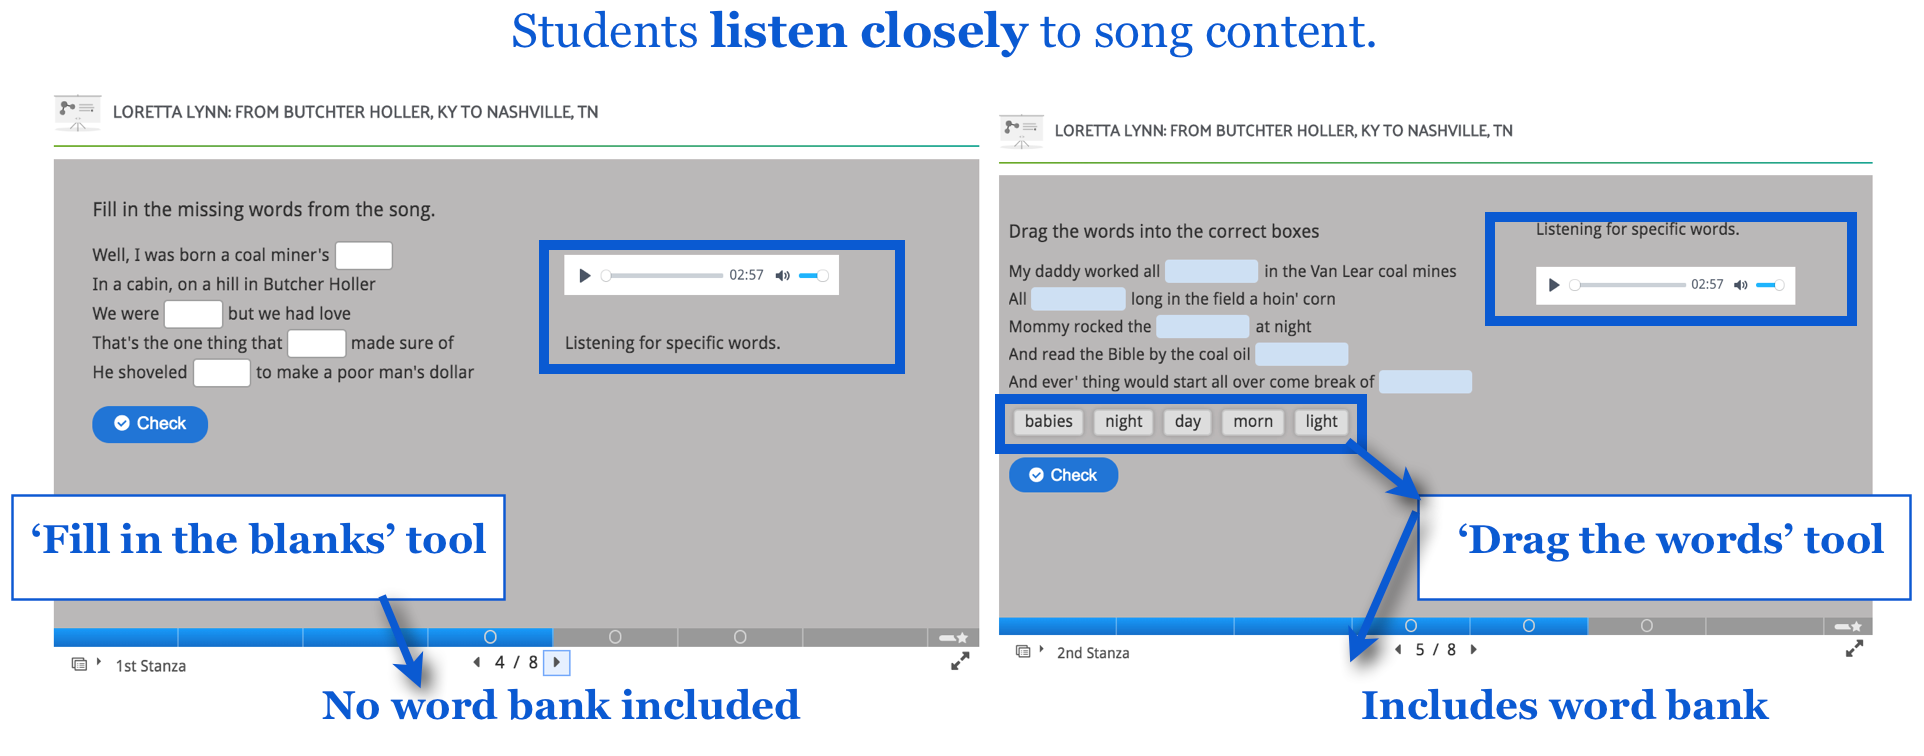 Students listen closely to song content.
LORETTA LYNN: FROM BUTCHTER HOLLER, KY TO NASHVILLE, TN
Fill in the missing words from the song.
Well, I was born a coal miner's
In a cabin, on a hill in Butcher Holler
We were but we had love
That's the one thing that made sure of
He shoveled to make a poor man's dollar
Check
02:57
Listening for specific words.
‘Fill in the blanks’ tool
1st Stanza
4 / 8
No word bank included
LORETTA LYNN: FROM BUTCHTER HOLLER, KY TO NASHVILLE, TN
Drag the words into the correct boxes
My daddy worked all in the Van Lear coal mines
All long in the field a hoin' corn
Mommy rocked the at night
And read the Bible by the coal oil
And ever' thing would start all over come break of
babies night day morn light
Check
Listening for specific words.
02:57
‘Drag the words’ tool
2nd Stanza
5 / 8
Includes word bank